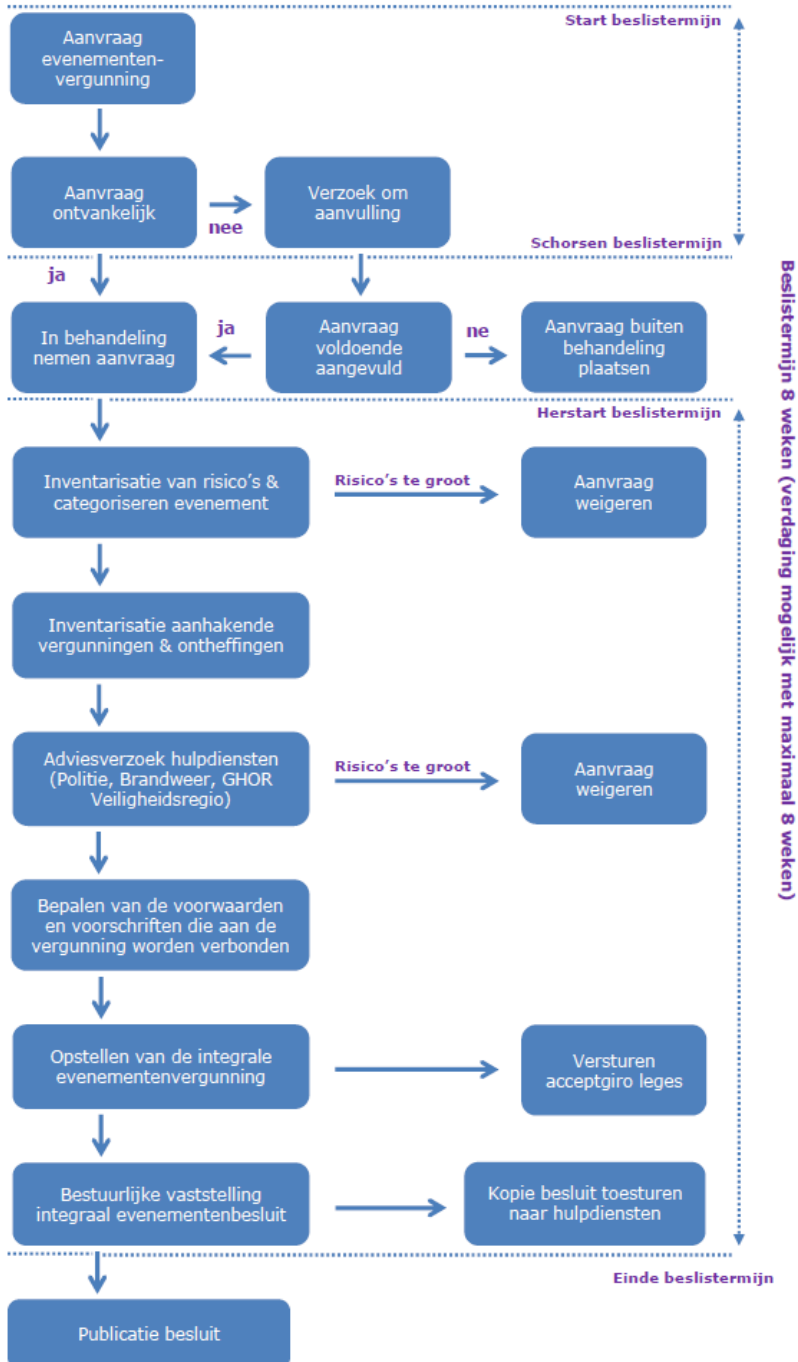 Start beslistermijn
Aanvraag
evenementen-
vergunning
Aanvraag
ontvankelijk
nee
Verzoek om
aanvulling
Schorsen beslistermijn
ja
In behandeling
nemen aanvraag
ja
Aanvraag
voldoende
aangevuld
ne
Aanvraag buiten
behandeling
plaatsen
Herstart beslistermijn
Inventarisatie van risico's &
categoriseren evenement
Risico's te groot
Aanvraag
weigeren
Inventarisatie aanhakende
vergunningen & ontheffingen
Adviesverzoek hulpdiensten
(Politie, Brandweer, GHOR
Veiligheidsregio)
Risico's te groot
Aanvraag
weigeren
Bepalen van de voorwaarden
en voorschriften die aan de
vergunning worden verbonden
Opstellen van de integrale
evenementenvergunning
Versturen
acceptgiro leges
Bestuurlijke vaststelling
integraal evenementenbesluit
Kopie besluit toesturen
naar hulpdiensten
Einde beslistermijn
Publicatie besluit
Beslistermijn 8 weken (verdaging mogelijk met maximaal 8 weken)